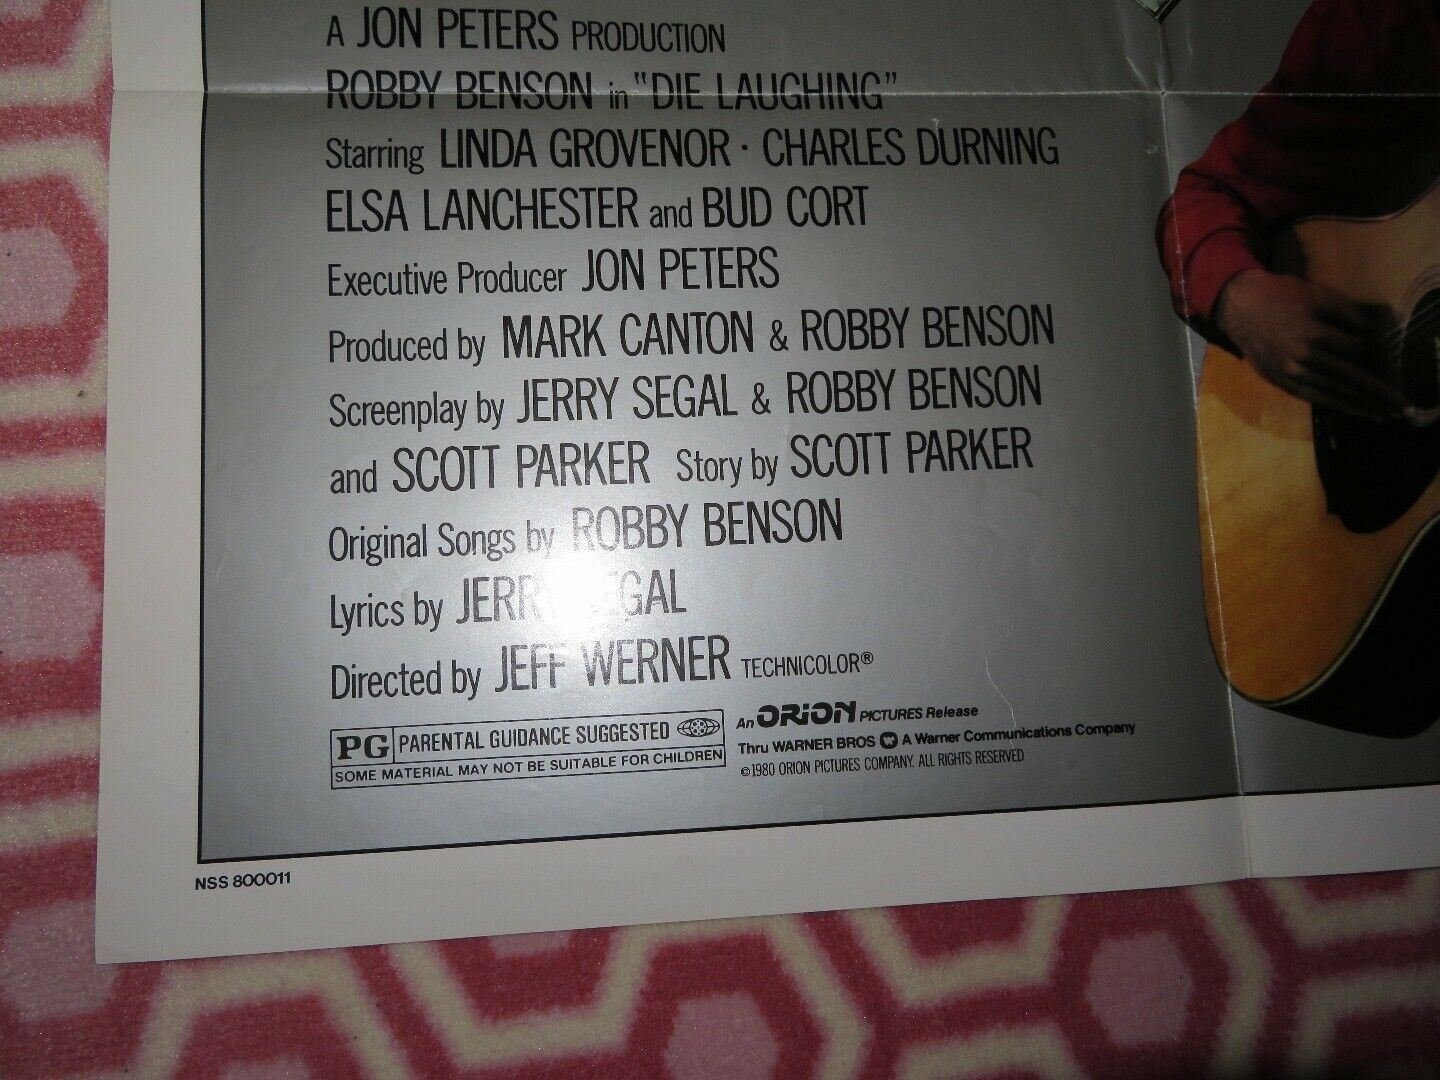 A JON PETERS PRODUCTION
ROBBY BENSON in "DIE LAUGHING"
Starring LINDA GROVENOR · CHARLES DURNING
ELSA LANCHESTER and BUD CORT
Executive Producer JON PETERS
Produced by MARK CANTON & ROBBY BENSON
Screenplay by JERRY SEGAL & ROBBY BENSON
and SCOTT PARKER Story by SCOTT PARKER
Original Songs by ROBBY BENSON
Lyrics by JERRY SEGAL
Directed by JEFF WERNER TECHNICOLOR®
PG PARENTAL GUIDANCE SUGGESTED
SOME MATERIAL MAY NOT BE SUITABLE FOR CHILDREN
An ORION PICTURES Release
Thru WARNER BROS A Warner Communications Company
©1980 ORION PICTURES COMPANY. ALL RIGHTS RESERVED
NSS 800011